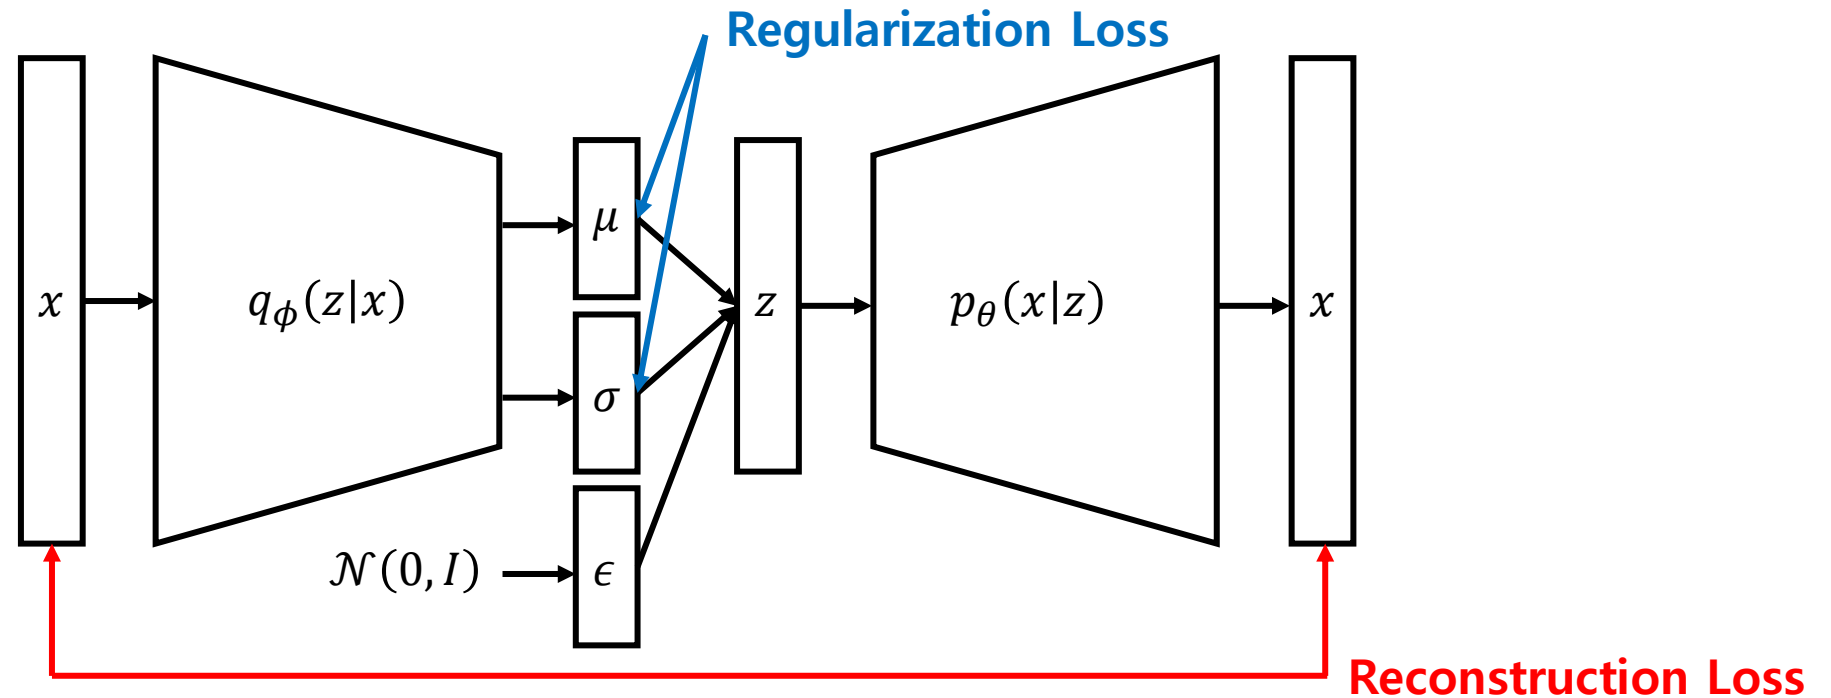 Regularization Loss
x
q_ϕ(z|x)
μ
σ
𝒩(0, I)
ϵ
z
p_θ(x|z)
x
Reconstruction Loss